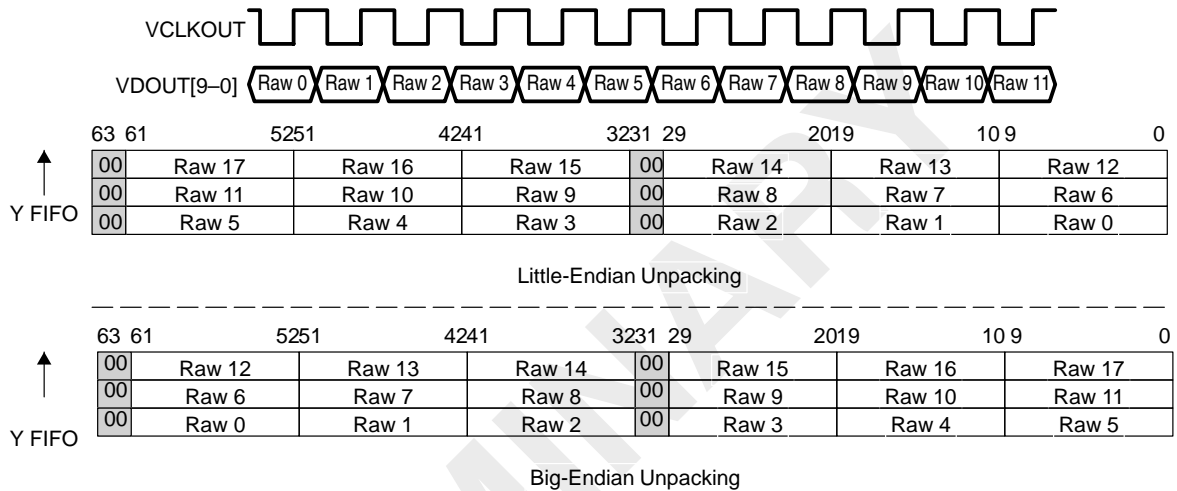 VCLKOUT
VDOUT[9–0] Raw 0 Raw 1 Raw 2 Raw 3 Raw 4 Raw 5 Raw 6 Raw 7 Raw 8 Raw 9 Raw 10 Raw 11
63 61 5251 4241 3231 29 2019 10 9 0
00 Raw 17 Raw 16 Raw 15 00 Raw 14 Raw 13 Raw 12
00 Raw 11 Raw 10 Raw 9 00 Raw 8 Raw 7 Raw 6
Y FIFO
00 Raw 5 Raw 4 Raw 3 00 Raw 2 Raw 1 Raw 0
Little-Endian Unpacking
63 61 5251 4241 3231 29 2019 10 9 0
00 Raw 12 Raw 13 Raw 14 00 Raw 15 Raw 16 Raw 17
00 Raw 6 Raw 7 Raw 8 00 Raw 9 Raw 10 Raw 11
00 Raw 0 Raw 1 Raw 2 00 Raw 3 Raw 4 Raw 5
Y FIFO
Big-Endian Unpacking
MINARY